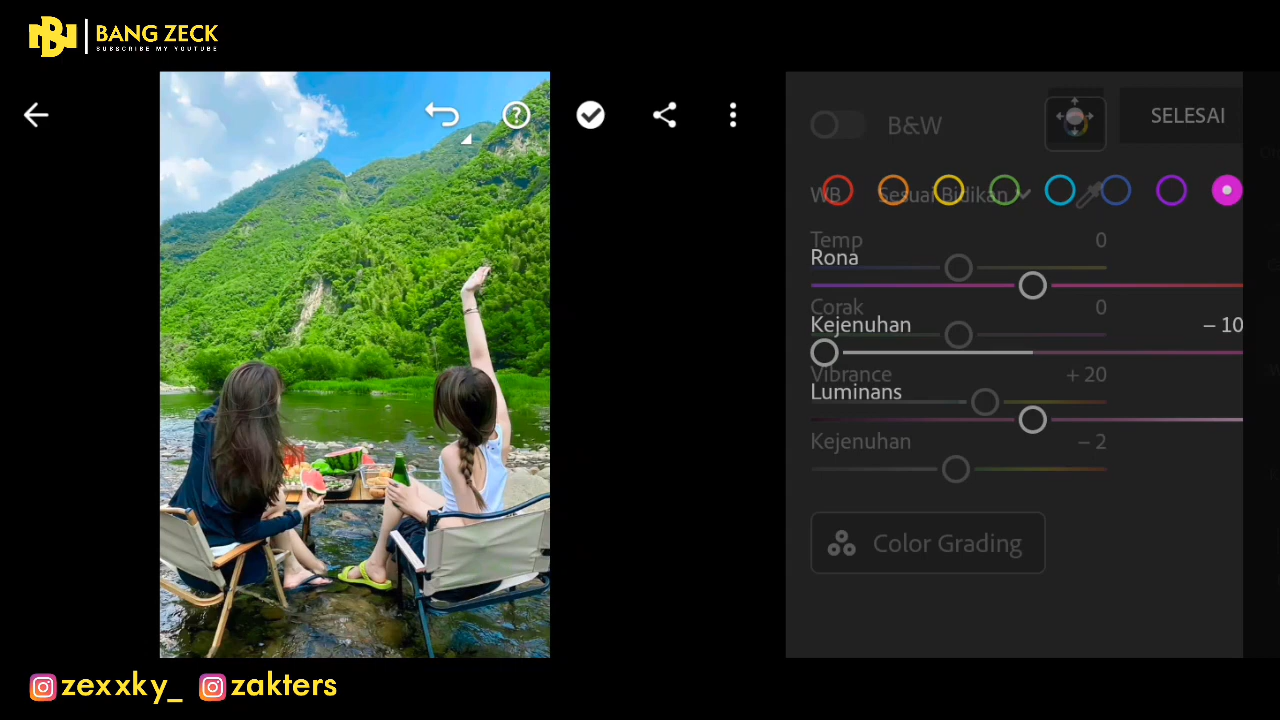 BANG ZECK
SUBSCRIBE MY YOUTUBE
B&W
SELESAI
WB Sesuai Bidikan
Temp 0
Rona
Corak 0
Kejenuhan – 10
Vibrance + 20
Luminans
Kejenuhan – 2
Color Grading
zexxky_ zakters